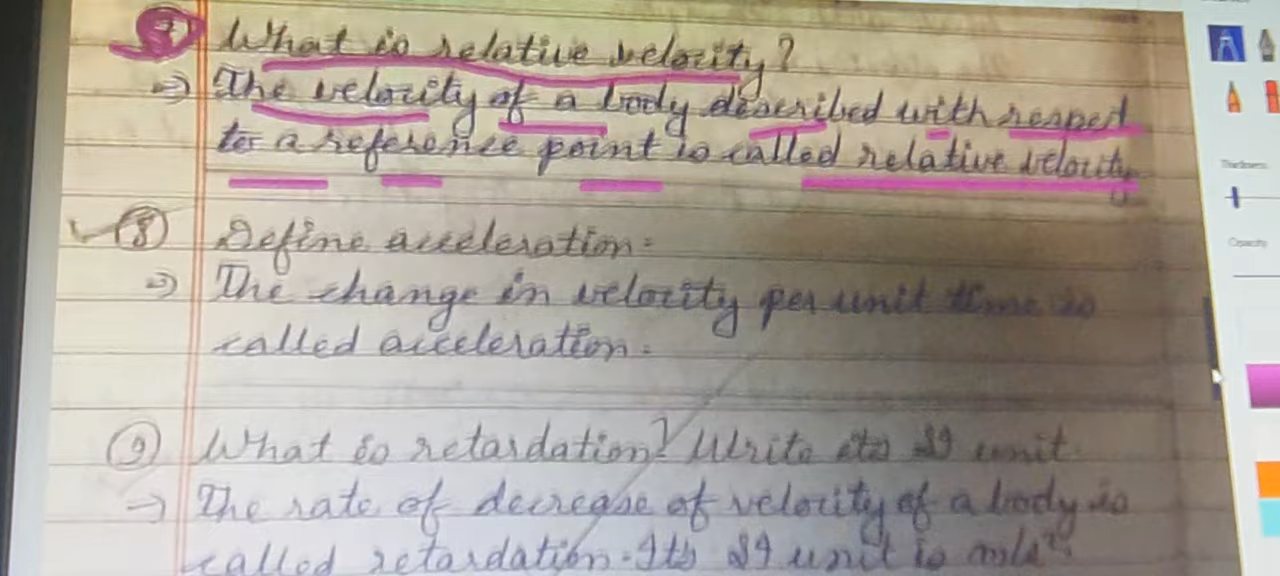 7) What is relative velocity?
⇒ The velocity of a body described with respect
to a reference point is called relative velocity
8) Define acceleration.
⇒ The change in velocity per unit time is
called acceleration.
9) What is retardation? Write its SI unit.
→ The rate of decrease of velocity of a body is
called retardation. Its SI unit is m/s².
Thickness
Opacity